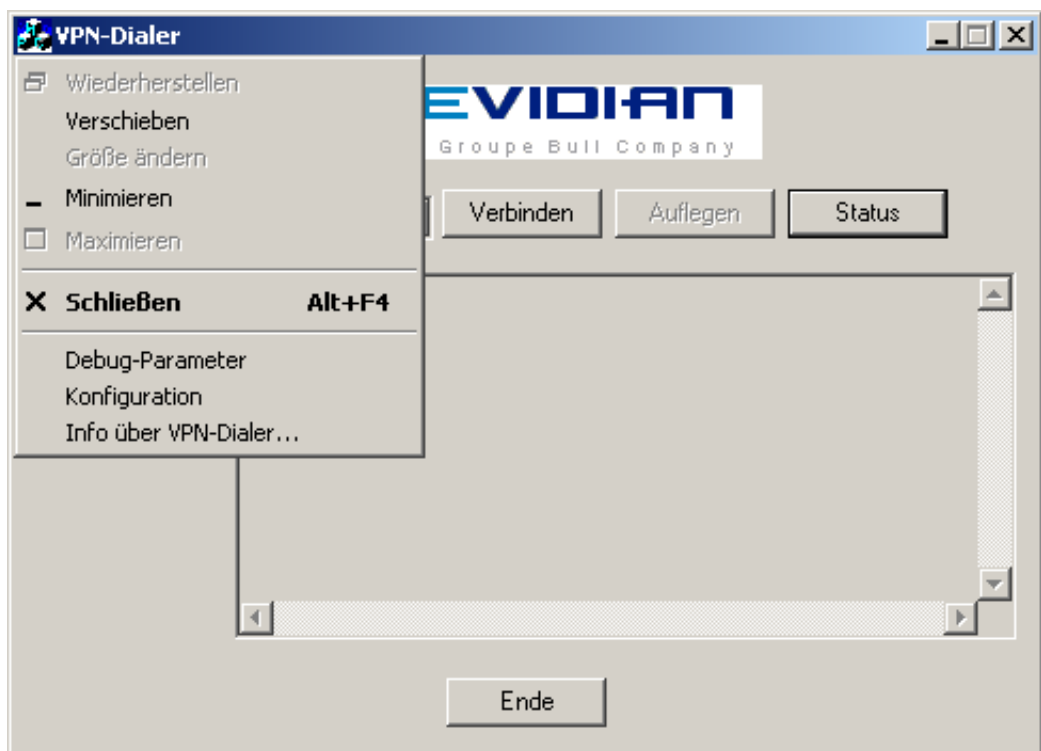 VPN-Dialer
Wiederherstellen
Verschieben
Größe ändern
Minimieren
Maximieren
Schließen Alt+F4
Debug-Parameter
Konfiguration
Info über VPN-Dialer...
EVIDIAN
Groupe Bull Company
Verbinden Auflegen Status
Ende